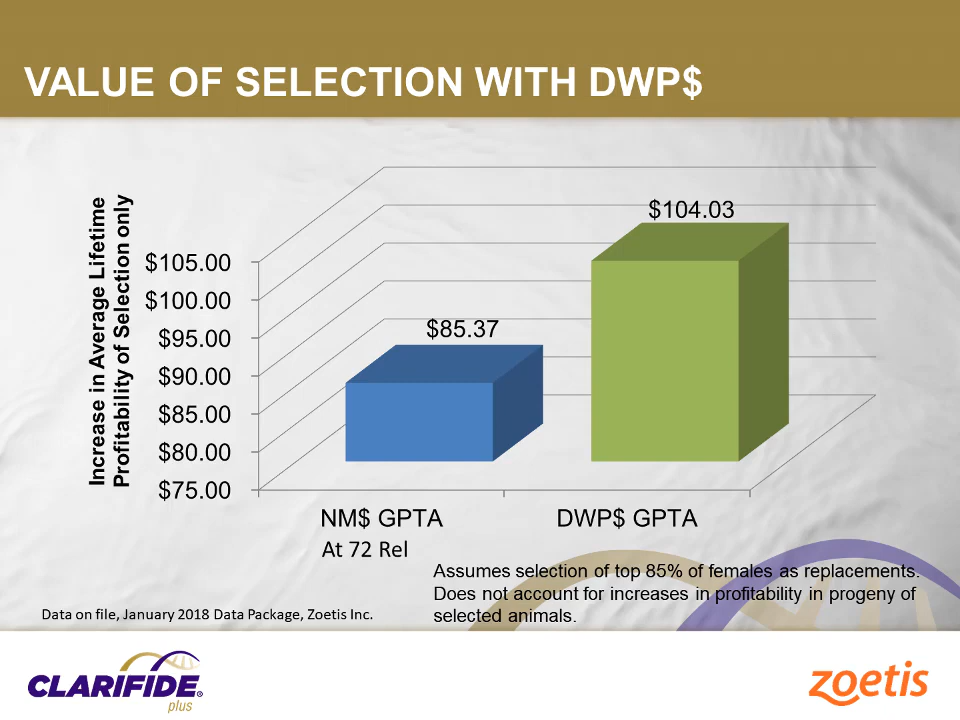 VALUE OF SELECTION WITH DWP$
Increase in Average Lifetime
Profitability of Selection only
$105.00
$100.00
$95.00
$90.00
$85.00
$80.00
$75.00
$85.37
$104.03
NM$ GPTA
DWP$ GPTA
At 72 Rel
Assumes selection of top 85% of females as replacements.
Does not account for increases in profitability in progeny of
selected animals.
Data on file, January 2018 Data Package, Zoetis Inc.
CLARIFIDE®
plus
zoetis